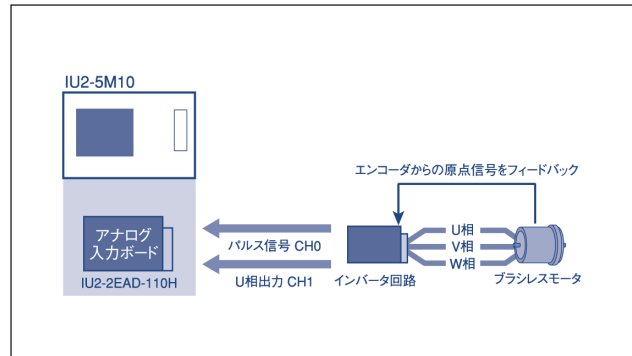 IU2-5M10
エンコーダからの原点信号をフィードバック
アナログ
入力ボード
IU2-2EAD-110H
パルス信号 CH0
U相出力 CH1
インバータ回路
U相
V相
W相
ブラシレスモータ